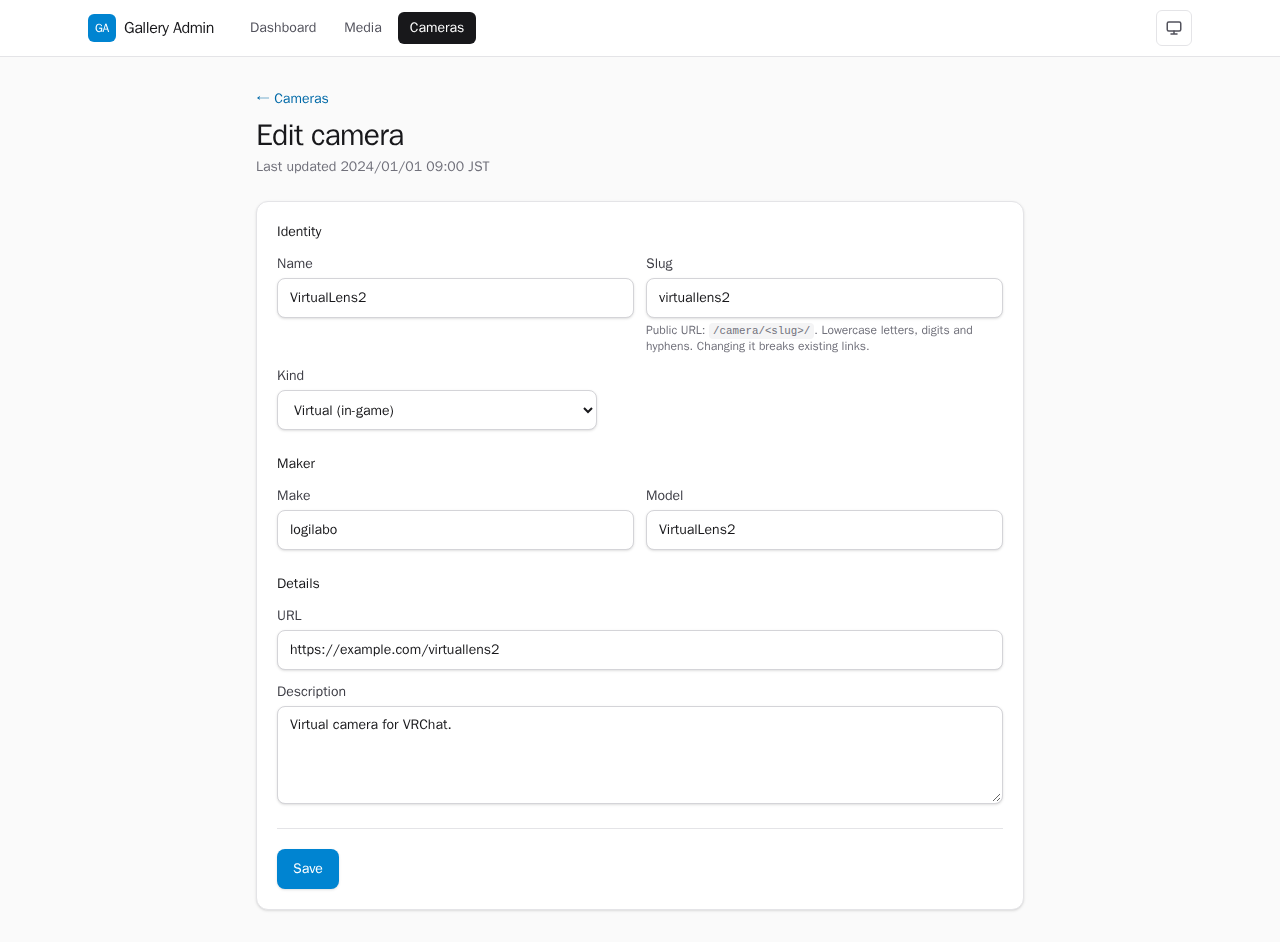 GA Gallery Admin Dashboard Media Cameras
← Cameras
Edit camera
Last updated 2024/01/01 09:00 JST
Identity
Name
VirtualLens2
Slug
virtuallens2
Public URL: /camera/<slug>/. Lowercase letters, digits and
hyphens. Changing it breaks existing links.
Kind
Virtual (in-game)
Maker
Make
logilabo
Model
VirtualLens2
Details
URL
https://example.com/virtuallens2
Description
Virtual camera for VRChat.
Save